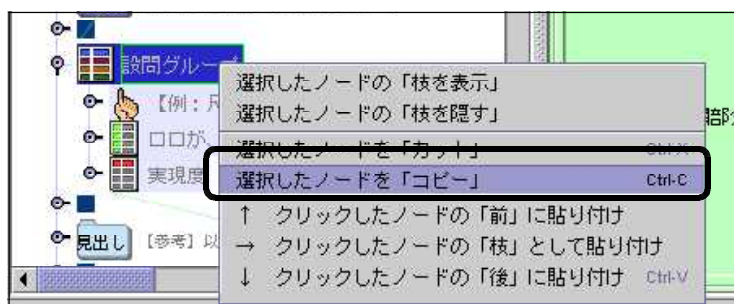 設問グループ
選択したノードの「枝を表示」
選択したノードの「枝を隠す」
【例：
選択したノードを「カット」 Ctrl-X
ロロが、
選択したノードを「コピー」 Ctrl-C
実現度
↑ クリックしたノードの「前」に貼り付け
見出し 【参考】以
→ クリックしたノードの「枝」として貼り付け
↓ クリックしたノードの「後」に貼り付け Ctrl-V